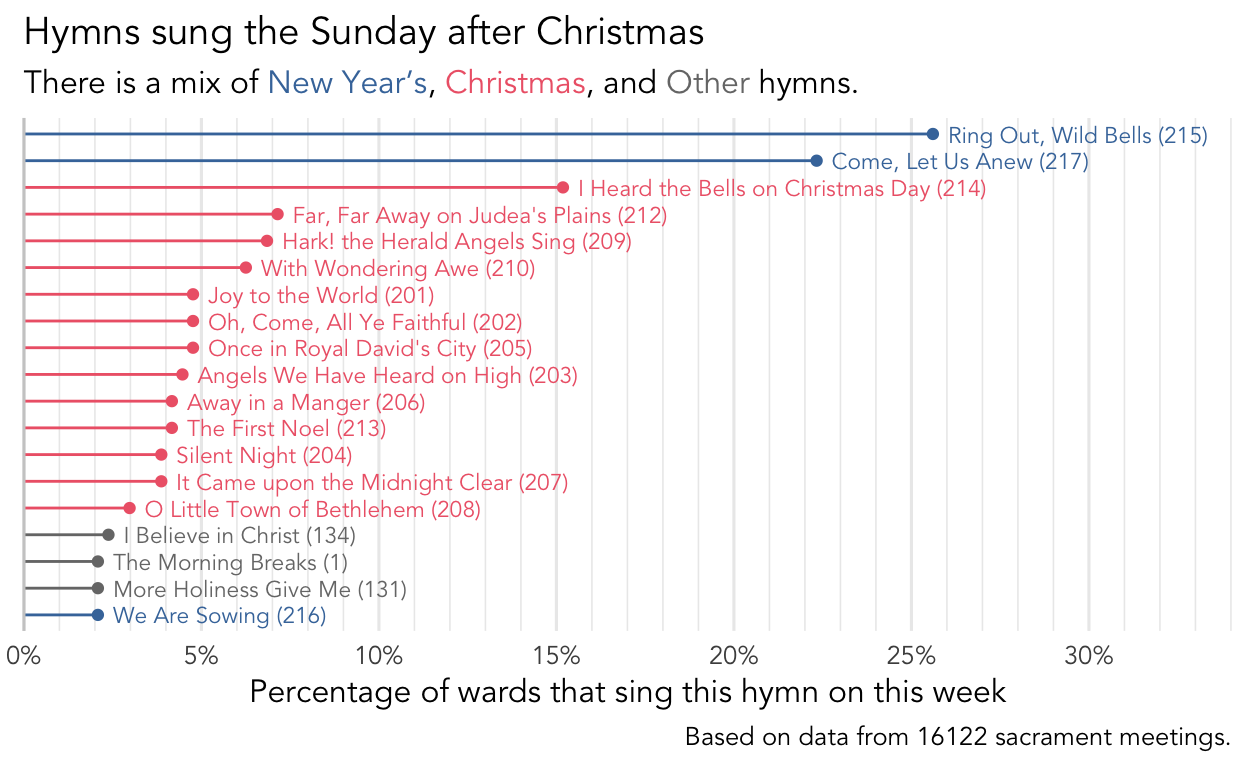 Hymns sung the Sunday after Christmas
There is a mix of New Year’s, Christmas, and Other hymns.
Ring Out, Wild Bells (215)
Come, Let Us Anew (217)
I Heard the Bells on Christmas Day (214)
Far, Far Away on Judea's Plains (212)
Hark! the Herald Angels Sing (209)
With Wondering Awe (210)
Joy to the World (201)
Oh, Come, All Ye Faithful (202)
Once in Royal David's City (205)
Angels We Have Heard on High (203)
Away in a Manger (206)
The First Noel (213)
Silent Night (204)
It Came upon the Midnight Clear (207)
O Little Town of Bethlehem (208)
I Believe in Christ (134)
The Morning Breaks (1)
More Holiness Give Me (131)
We Are Sowing (216)
0% 5% 10% 15% 20% 25% 30%
Percentage of wards that sing this hymn on this week
Based on data from 16122 sacrament meetings.